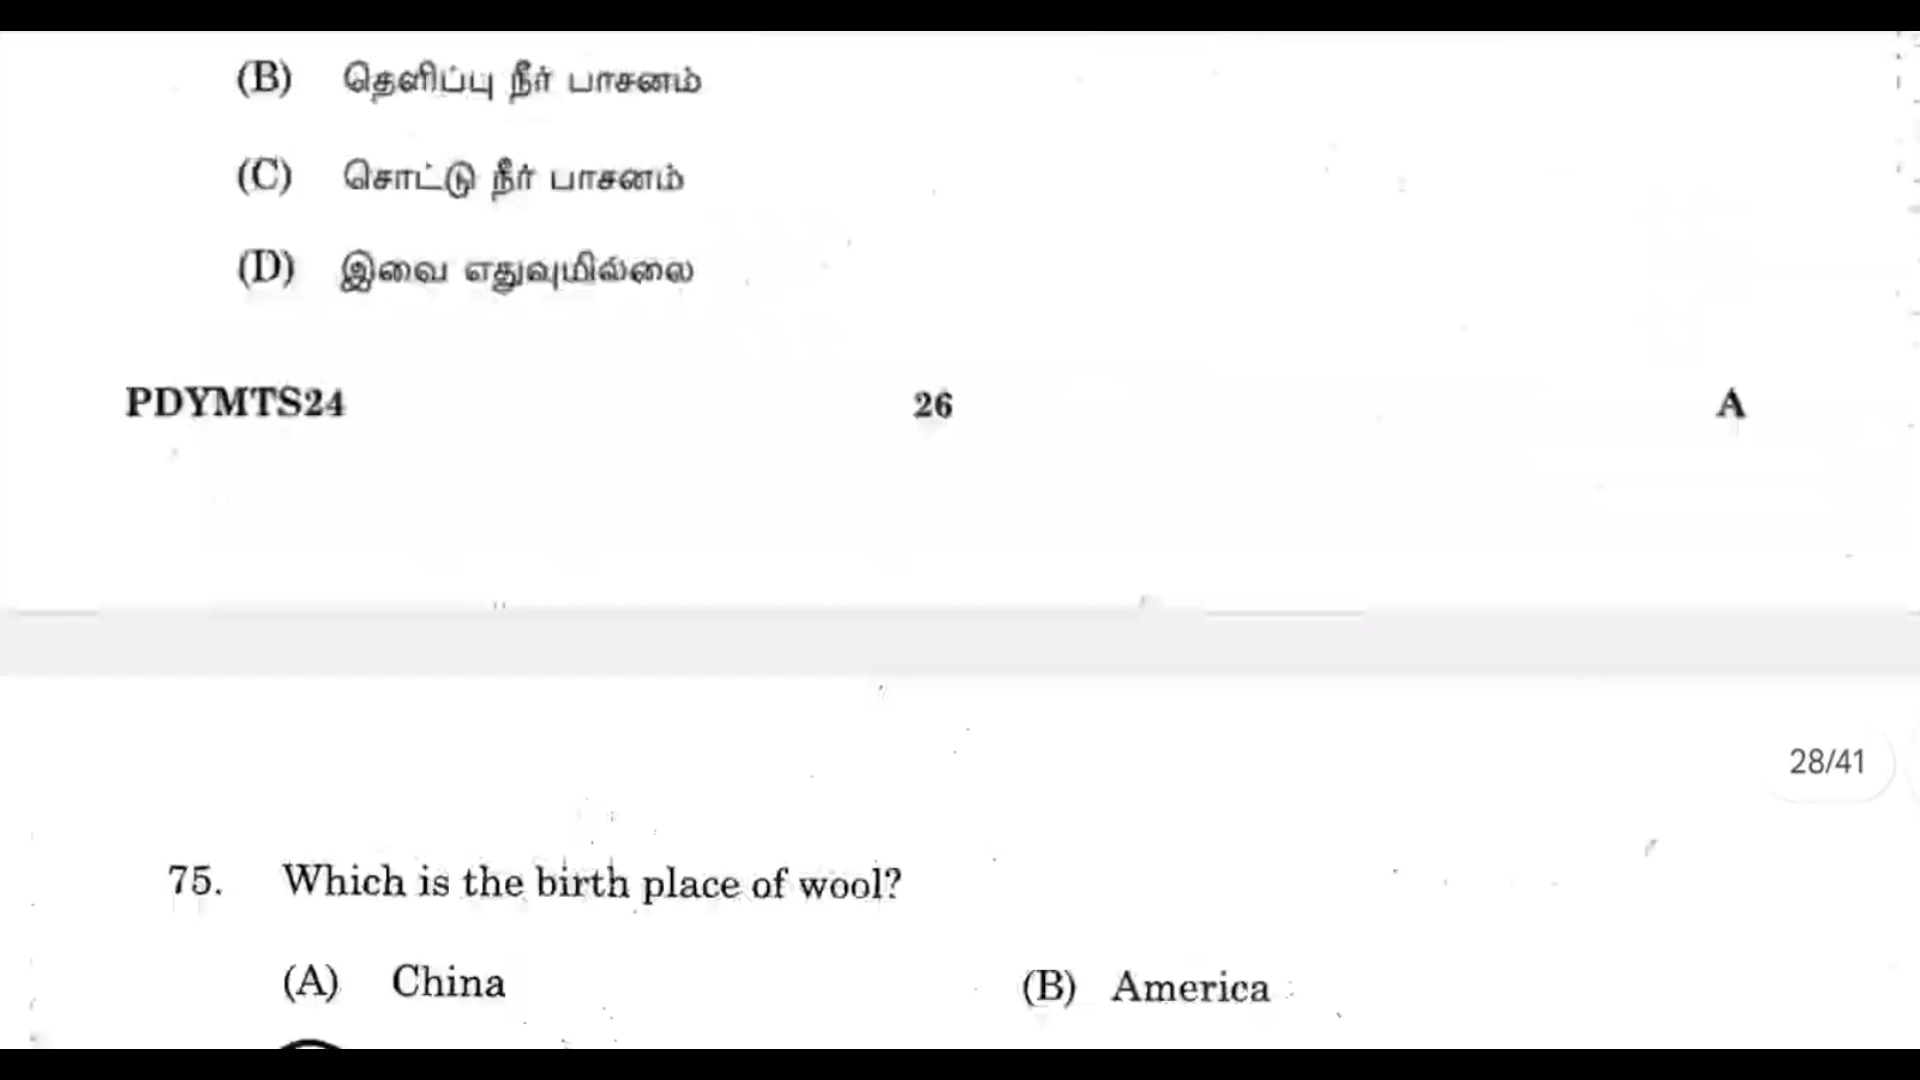 (B) தெளிப்பு நீர் பாசனம்
(C) சொட்டு நீர் பாசனம்
(D) இவை எதுவுமில்லை
PDYMTS24 26 A
28/41
75. Which is the birth place of wool?
(A) China (B) America